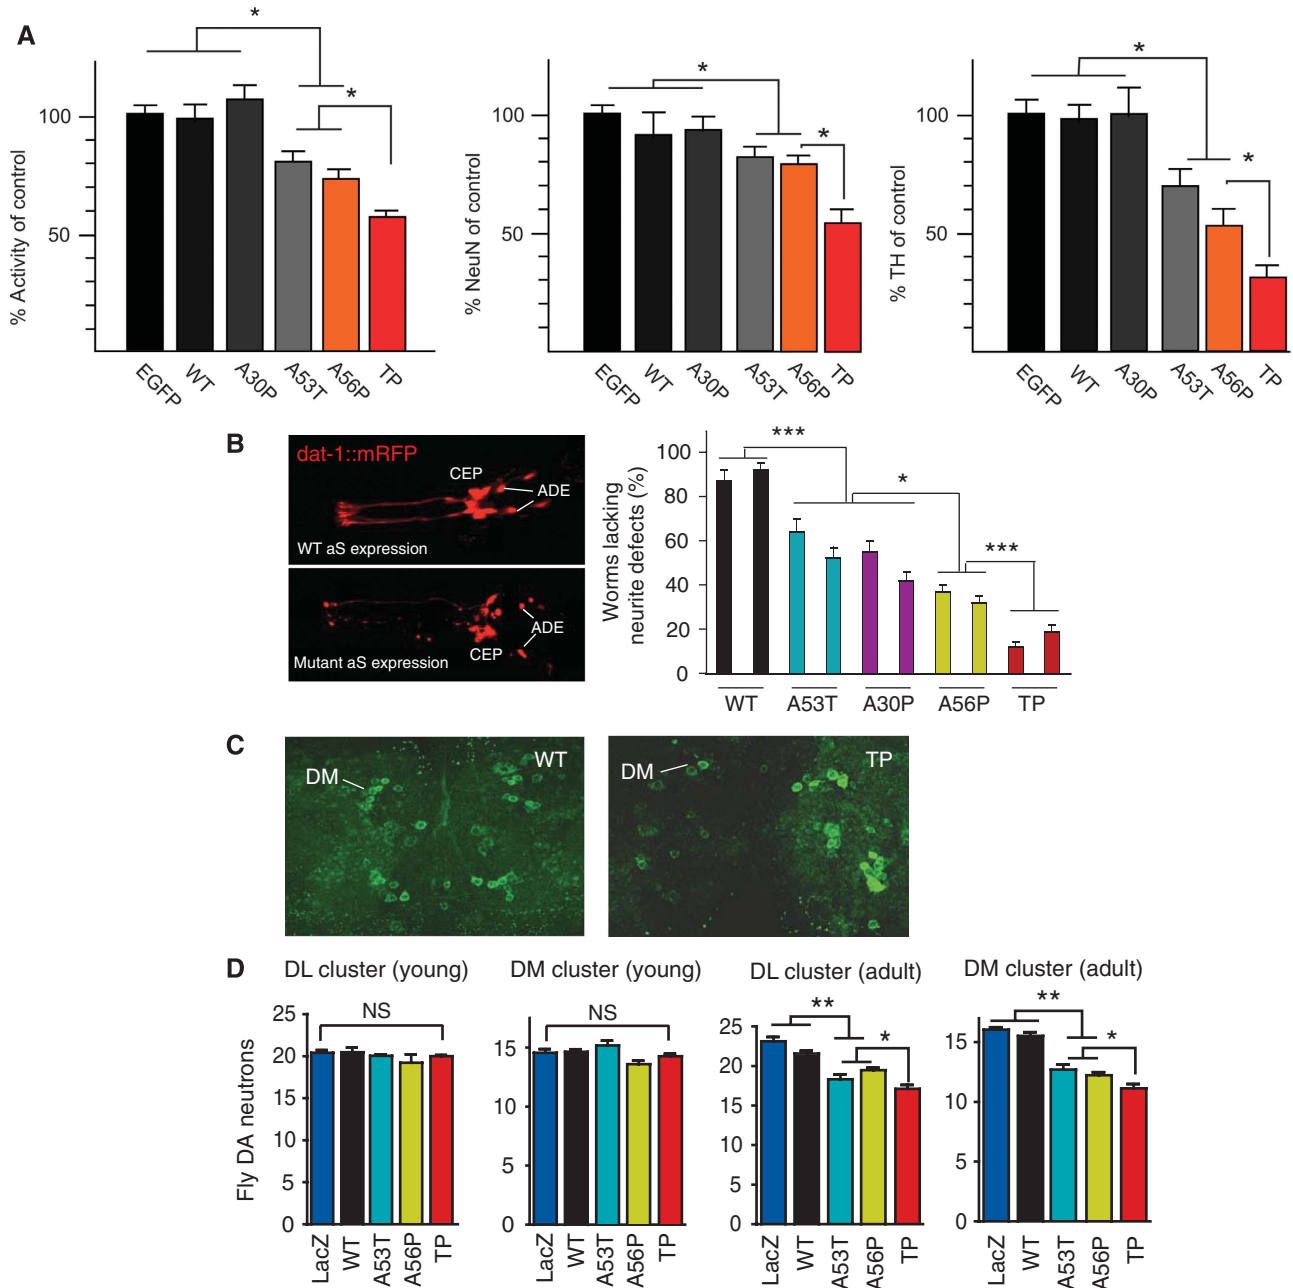 A
*
*
100
50
% Activity of control
EGFP
WT
A30P
A53T
A56P
TP
*
*
100
50
% NeuN of control
EGFP
WT
A30P
A53T
A56P
TP
*
*
100
50
% TH of control
EGFP
WT
A30P
A53T
A56P
TP
B
dat-1::mRFP
CEP
ADE
WT aS expression
ADE
CEP
Mutant aS expression
Worms lacking
neurite defects (%)
100
80
60
40
20
0
***
*
***
WT
A53T
A30P
A56P
TP
C
DM
WT
DM
TP
D
DL cluster (young)
DM cluster (young)
DL cluster (adult)
DM cluster (adult)
Fly DA neutrons
25
20
15
10
5
0
NS
LacZ
WT
A53T
A56P
TP
15
10
5
0
NS
LacZ
WT
A53T
A56P
TP
25
20
15
10
5
0
**
*
LacZ
WT
A53T
A56P
TP
15
10
5
0
**
*
LacZ
WT
A53T
A56P
TP